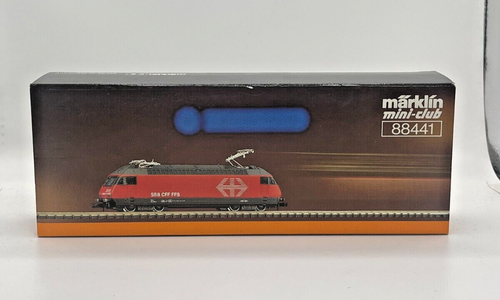 märklin
mini-club
88441
SBB CFF FFS